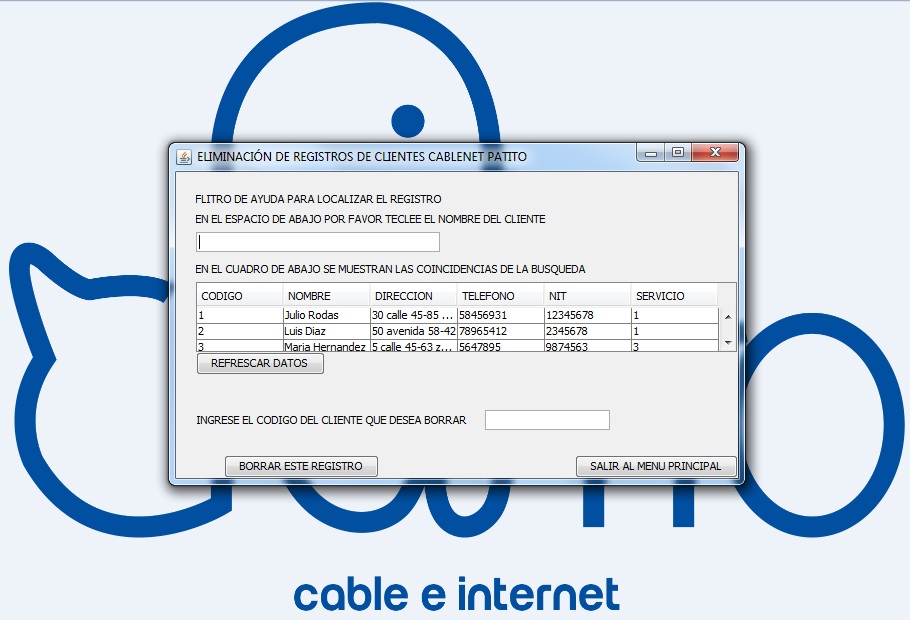 ELIMINACIÓN DE REGISTROS DE CLIENTES CABLENET PATITO
FLITRO DE AYUDA PARA LOCALIZAR EL REGISTRO
EN EL ESPACIO DE ABAJO POR FAVOR TECLEE EL NOMBRE DEL CLIENTE
EN EL CUADRO DE ABAJO SE MUESTRAN LAS COINCIDENCIAS DE LA BUSQUEDA
CODIGO NOMBRE DIRECCION TELEFONO NIT SERVICIO
1 Julio Rodas 30 calle 45-85 ... 58456931 12345678 1
2 Luis Diaz 50 avenida 58-42 78965412 2345678 1
3 Maria Hernandez 5 calle 45-63 z... 5647895 9874563 3
REFRESCAR DATOS
INGRESE EL CODIGO DEL CLIENTE QUE DESEA BORRAR
BORRAR ESTE REGISTRO SALIR AL MENU PRINCIPAL
cable e internet